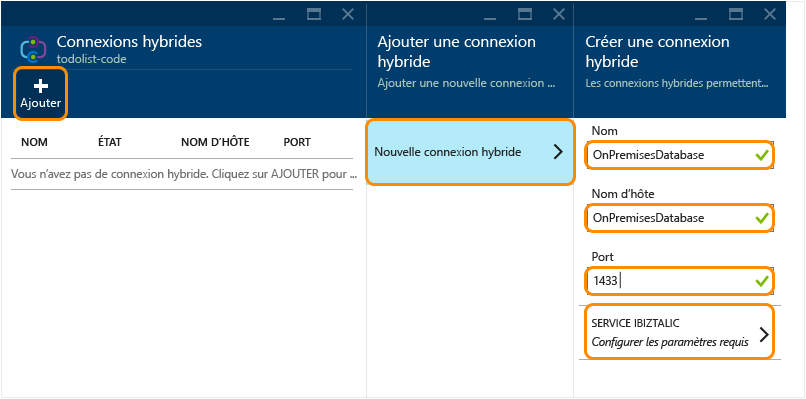 Connexions hybrides
todolist-code
Ajouter
NOM ÉTAT NOM D'HÔTE PORT
Vous n'avez pas de connexion hybride. Cliquez sur AJOUTER pour ...
Ajouter une connexion
hybride
Ajouter une nouvelle connexion ...
Nouvelle connexion hybride
Créer une connexion
hybride
Les connexions hybrides permettent...
Nom
OnPremisesDatabase
Nom d'hôte
OnPremisesDatabase
Port
1433
SERVICE IBIZTALIC
Configurer les paramètres requis